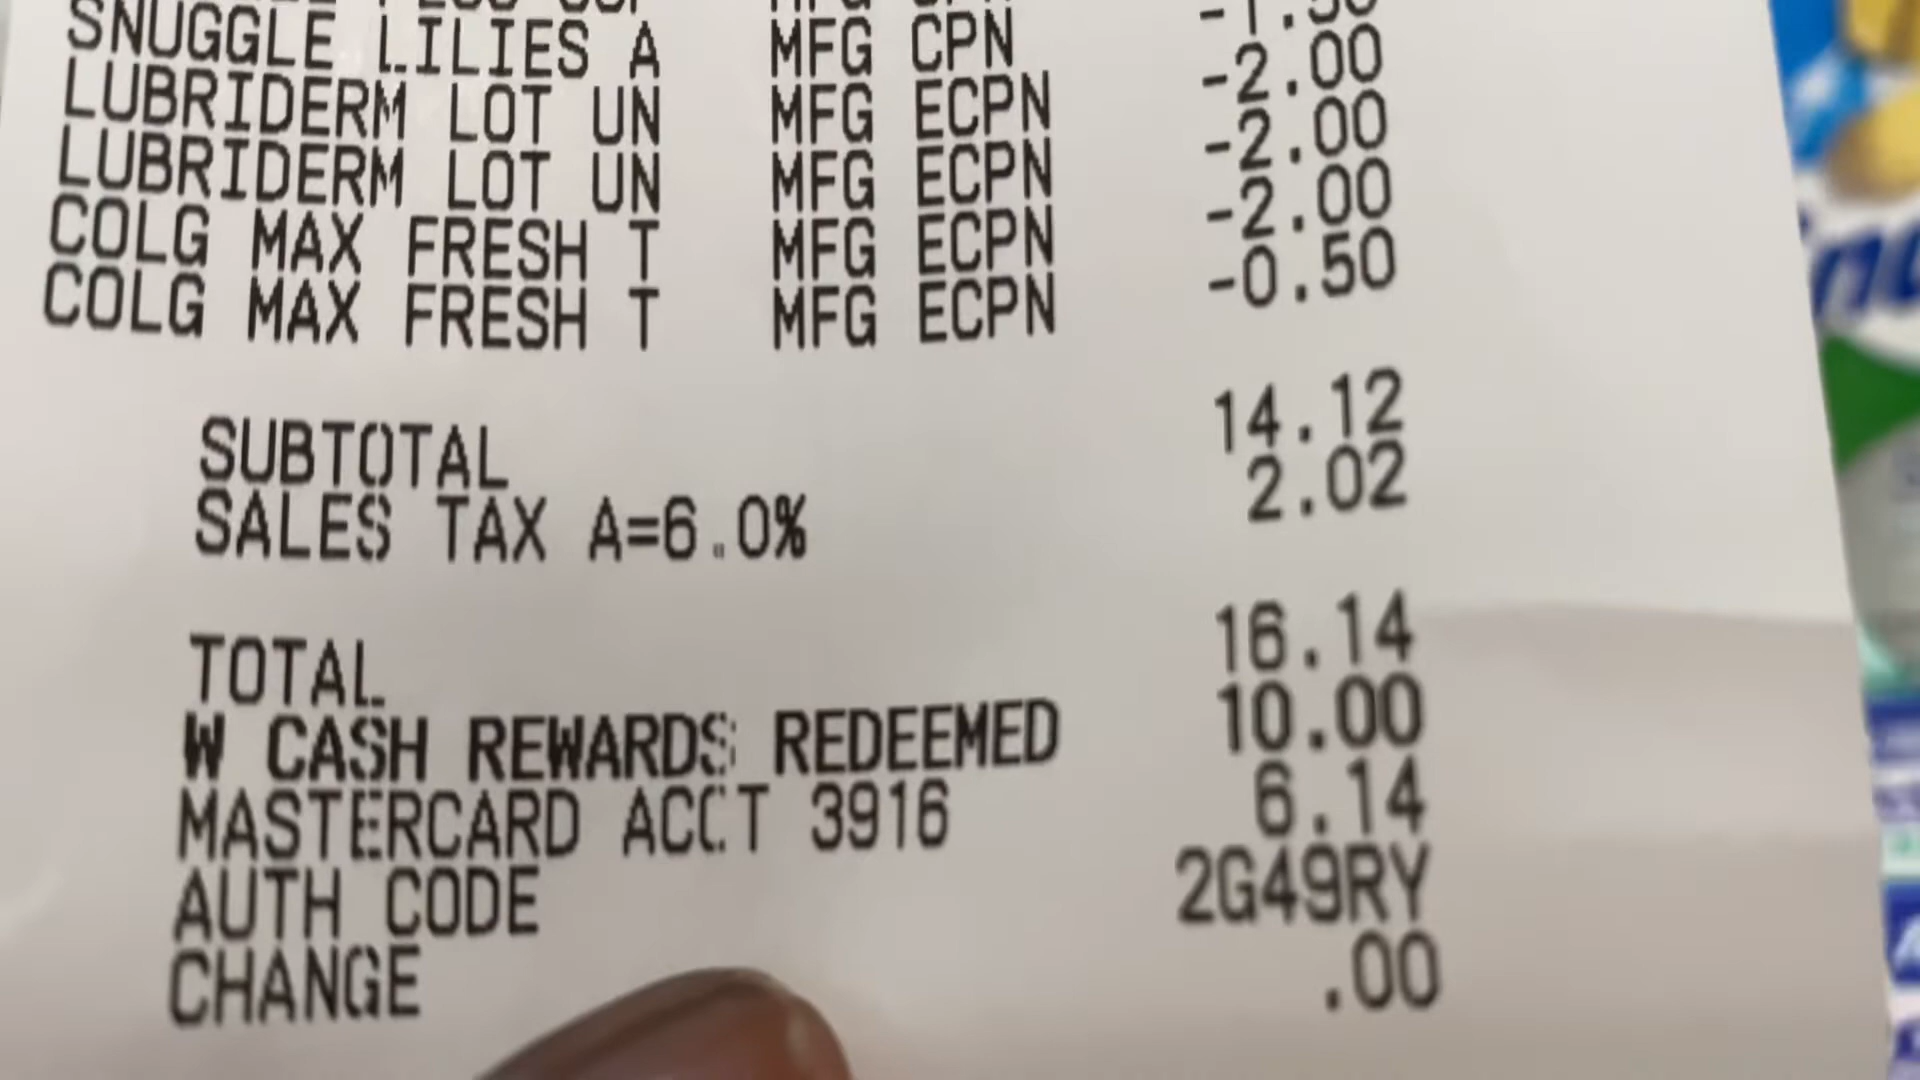 SNUGGLE LILIES A MFG CPN -1.50
LUBRIDERM LOT UN MFG ECPN -2.00
LUBRIDERM LOT UN MFG ECPN -2.00
COLG MAX FRESH T MFG ECPN -2.00
COLG MAX FRESH T MFG ECPN -0.50
SUBTOTAL 14.12
SALES TAX A=6.0% 2.02
TOTAL 16.14
W CASH REWARDS REDEEMED 10.00
MASTERCARD ACCT 3916 6.14
AUTH CODE 2G49RY
CHANGE .00